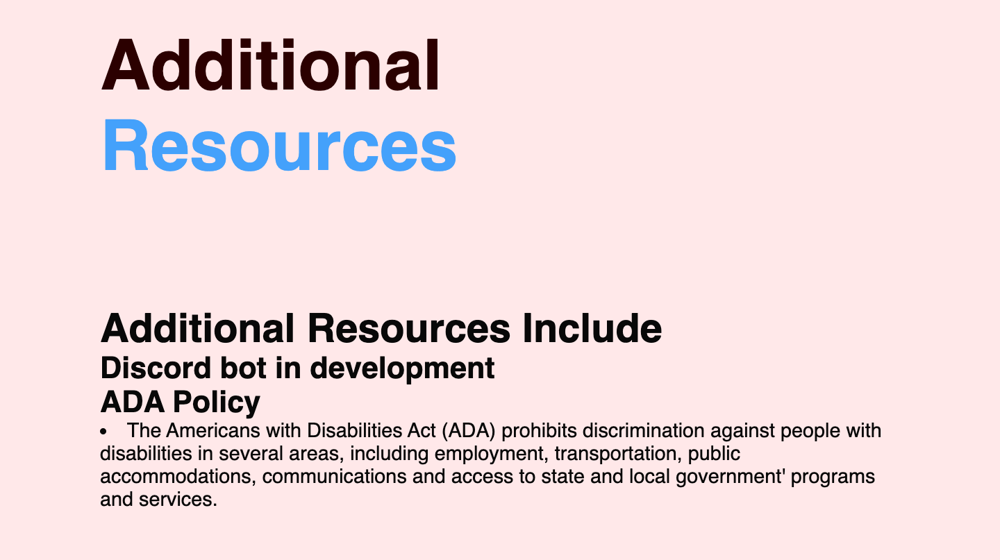 Additional
Resources
Additional Resources Include
Discord bot in development
ADA Policy
• The Americans with Disabilities Act (ADA) prohibits discrimination against people with
disabilities in several areas, including employment, transportation, public
accommodations, communications and access to state and local government' programs
and services.